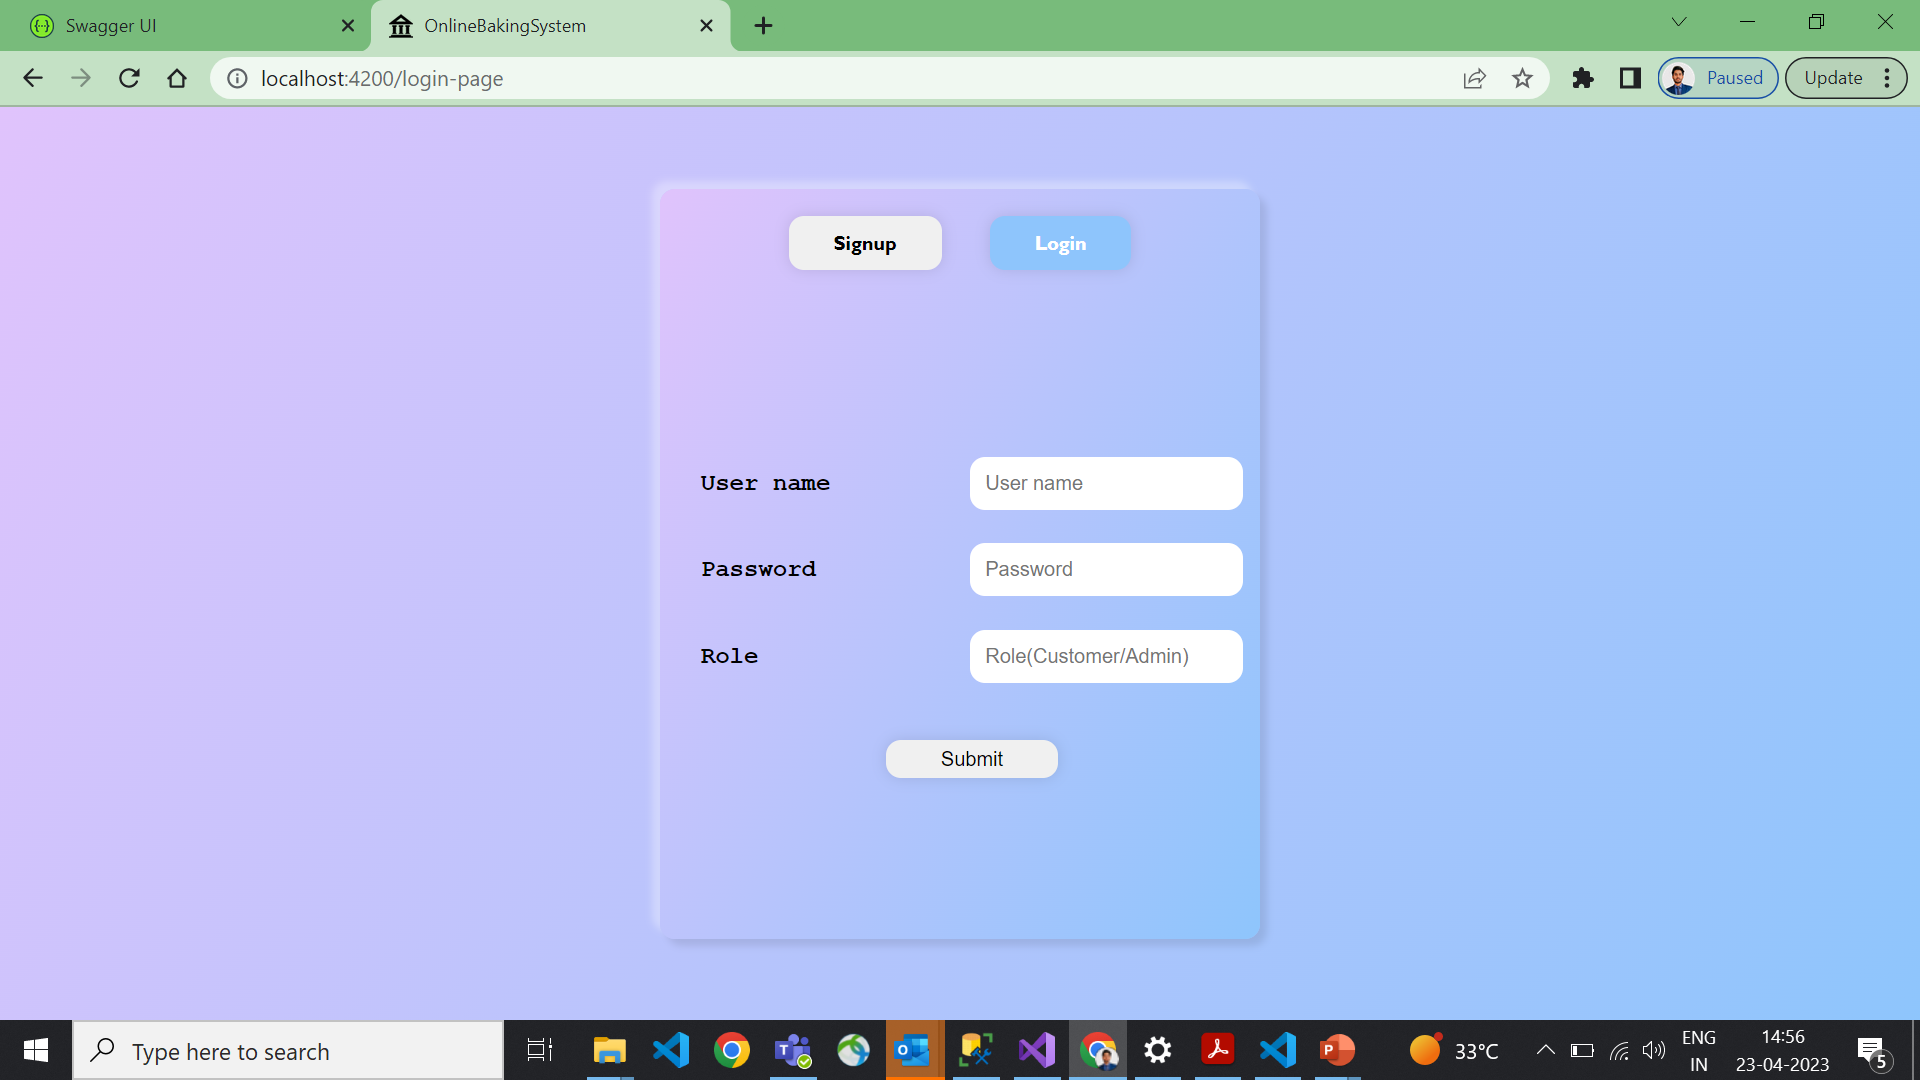 Swagger UI
OnlineBakingSystem
localhost:4200/login-page
Paused
Update
Signup
Login
User name
User name
Password
Password
Role
Role(Customer/Admin)
Submit
Type here to search
33°C
ENG
IN
14:56
23-04-2023
5